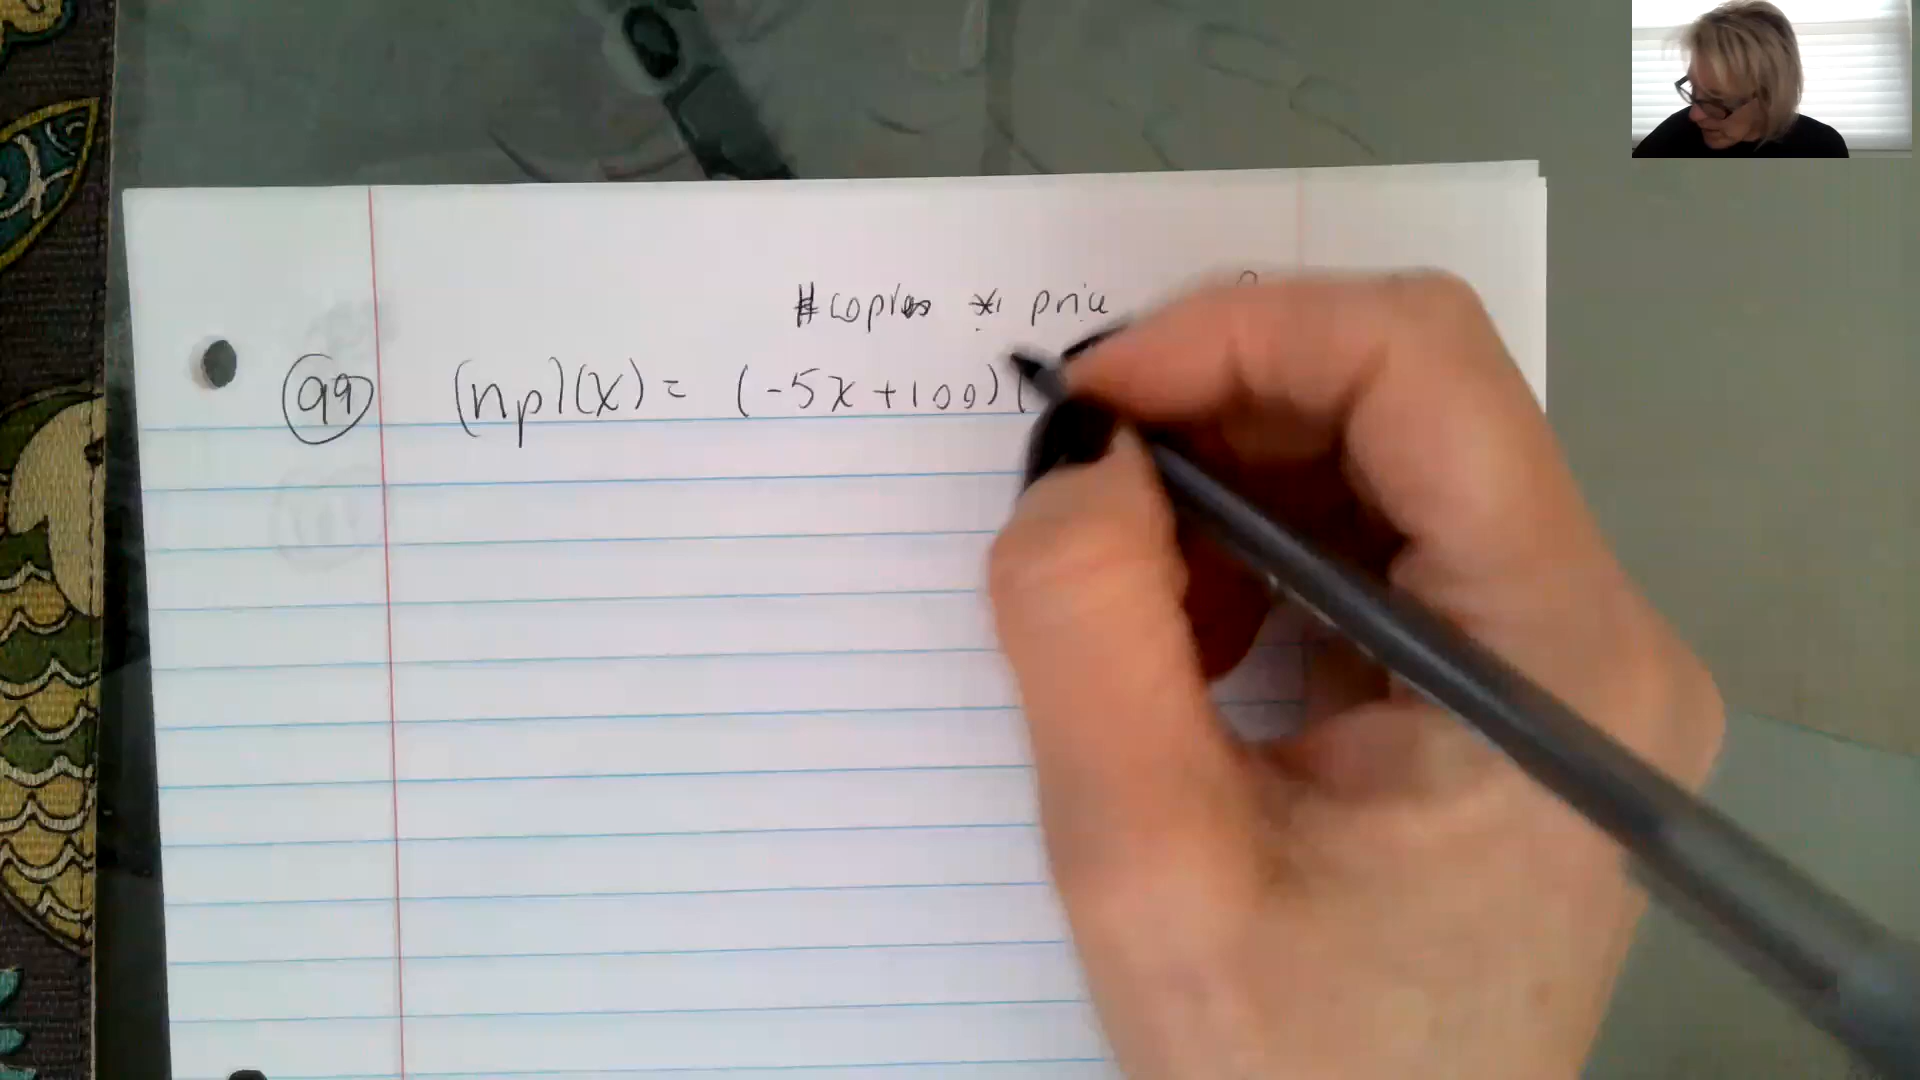 #copies * price
99 (np)(x) = (-5x+100)(